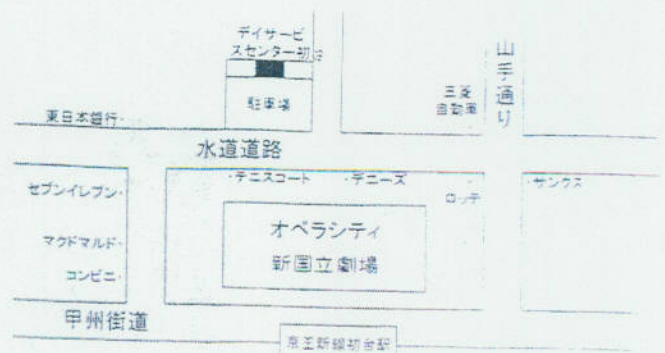 デイサービ
スセンター初台
駐車場
山手通り
三菱
自動車
東日本銀行
水道道路
セブンイレブン
・テニスコート
・デニーズ
ロッテ
・サンクス
オペラシティ
新国立劇場
マクドマルド・
コンビニ・
甲州街道
京王新線初台駅